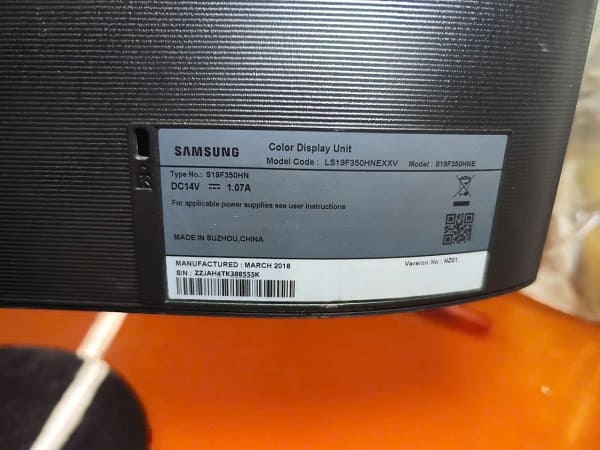 SAMSUNG
Color Display Unit
Model Code : LS19F350HNEXXV Model : S19F350HNE
Type No.: S19F350HN
DC14V ⎓ 1.07A
For applicable power supplies see user instructions
MADE IN SUZHOU,CHINA
MANUFACTURED : MARCH 2018
Version No : NZ01
S/N : ZZJAH4TK300555K